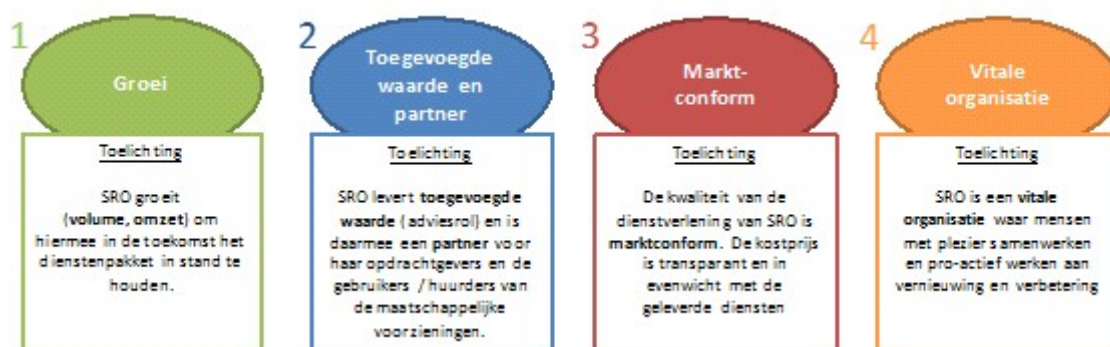 1
Groei
Toelichting
SRO groeit
(volume, omzet) om
hiermee in de toekomst het
dienstenpakket in stand te
houden.
2
Toegevoegde
waarde en
partner
Toelichting
SRO levert toegevoegde
waarde (adviesrol) en is
daarmee een partner voor
haar opdrachtgevers en de
gebruikers / huurders van
de maatschappelijke
voorzieningen.
3
Markt-
conform
Toelichting
De kwaliteit van de
dienstverlening van SRO is
marktconform. De kostprijs
is transparant en in
evenwicht met de
geleverde diensten
4
Vitale
organisatie
Toelichting
SRO is een vitale
organisatie waar mensen
met plezier samenwerken
en pro-actief werken aan
vernieuwing en verbetering